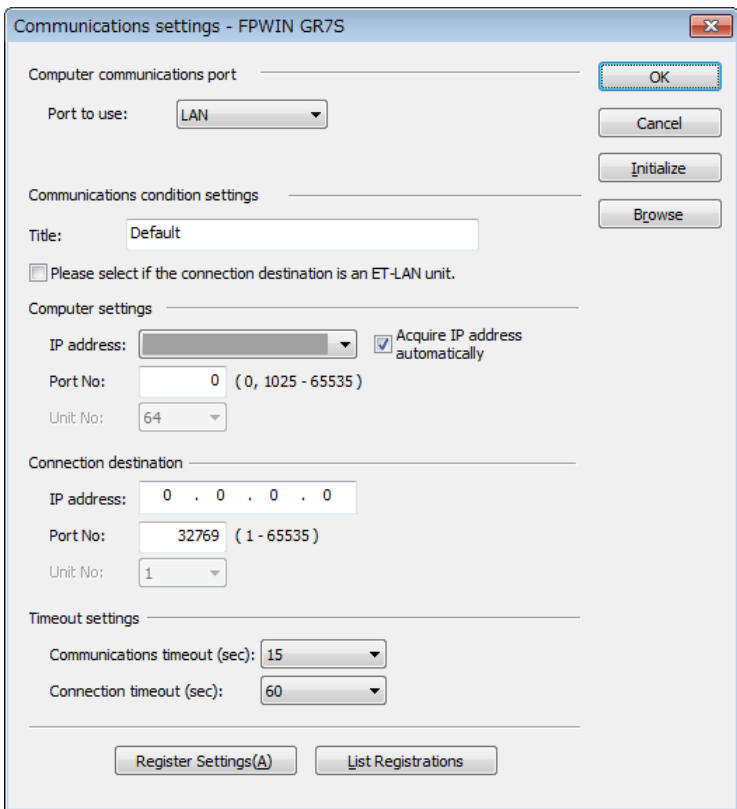 Communications settings - FPWIN GR7S
Computer communications port
OK
Port to use: LAN
Cancel
Initialize
Communications condition settings
Browse
Title: Default
Please select if the connection destination is an ET-LAN unit.
Computer settings
IP address:
Acquire IP address
automatically
Port No: 0 ( 0, 1025 - 65535 )
Unit No: 64
Connection destination
IP address: 0 . 0 . 0 . 0
Port No: 32769 ( 1 - 65535 )
Unit No: 1
Timeout settings
Communications timeout (sec): 15
Connection timeout (sec): 60
Register Settings(A) List Registrations